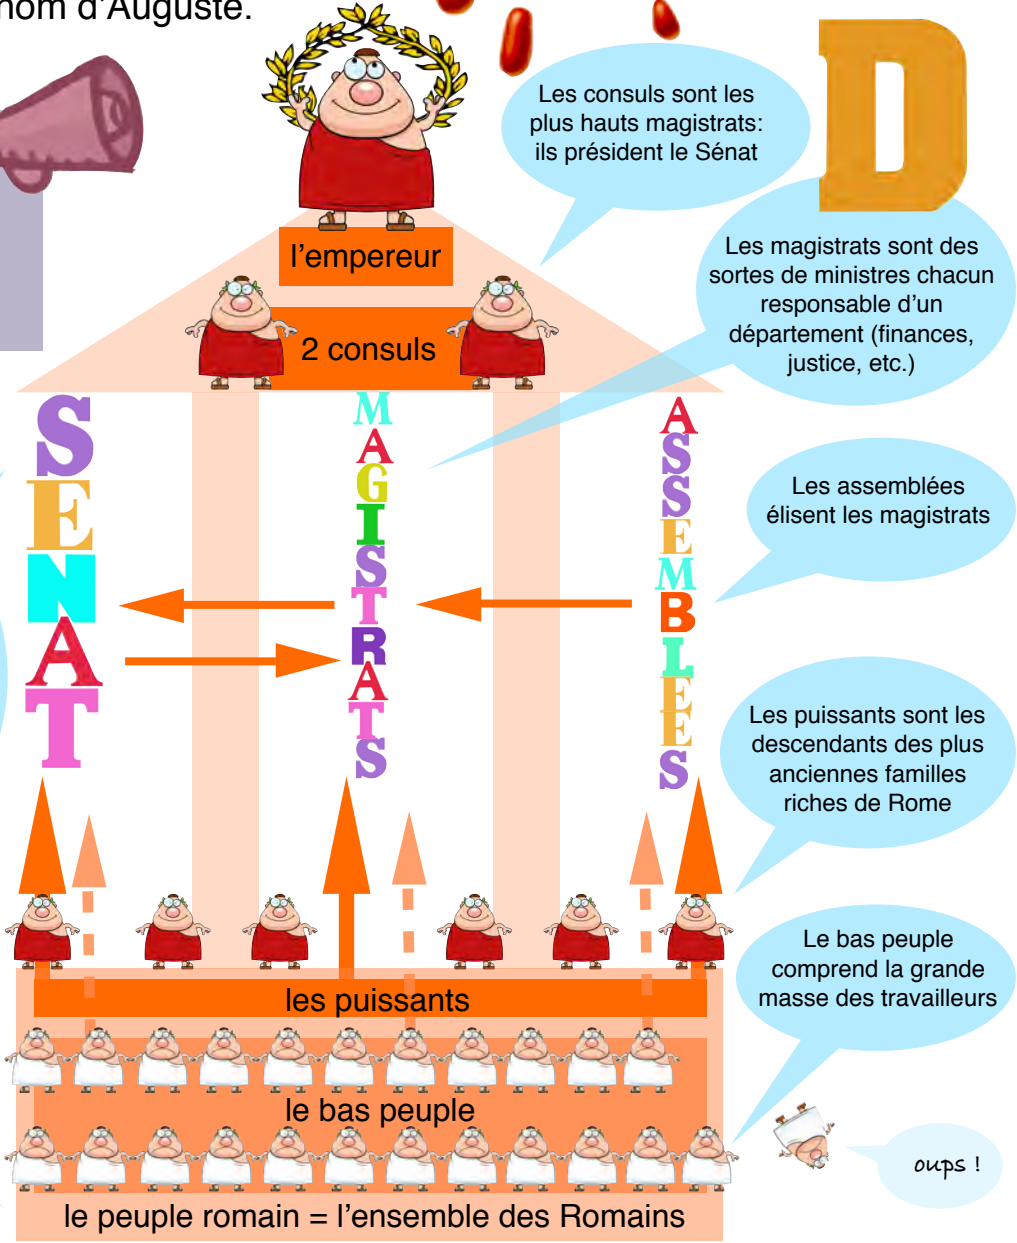 nom d'Auguste.
Les consuls sont les
plus hauts magistrats:
ils président le Sénat
D
l'empereur
Les magistrats sont des
sortes de ministres chacun
responsable d'un
département (finances,
justice, etc.)
2 consuls
SENAT
MAGISTRATS
ASSEMBLEES
Les assemblées
élisent les magistrats
Les puissants sont les
descendants des plus
anciennes familles
riches de Rome
Le bas peuple
comprend la grande
masse des travailleurs
les puissants
le bas peuple
oups !
le peuple romain = l'ensemble des Romains